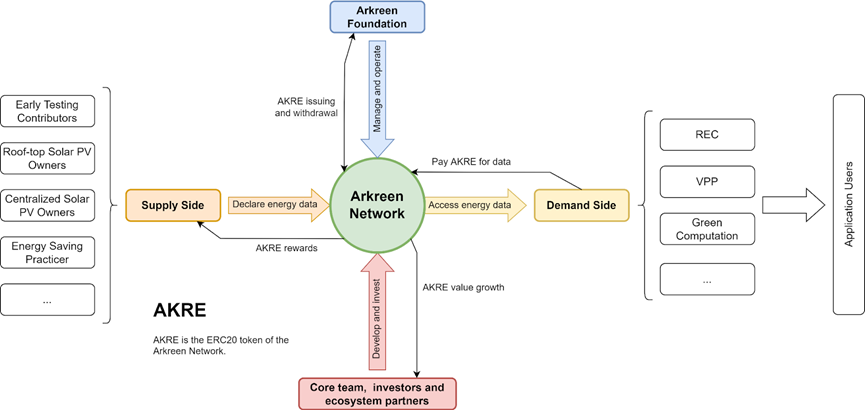 Arkreen
Foundation
AKRE issuing
and withdrawal
Manage and operate
Early Testing
Contributors
Roof-top Solar PV
Owners
Centralized Solar
PV Owners
Energy Saving
Practicer
...
Supply Side
Declare energy data
AKRE rewards
Arkreen
Network
Pay AKRE for data
Access energy data
Demand Side
REC
VPP
Green
Computation
...
Application Users
AKRE value growth
Develop and invest
AKRE
AKRE is the ERC20 token of the
Arkreen Network.
Core team, investors and
ecosystem partners